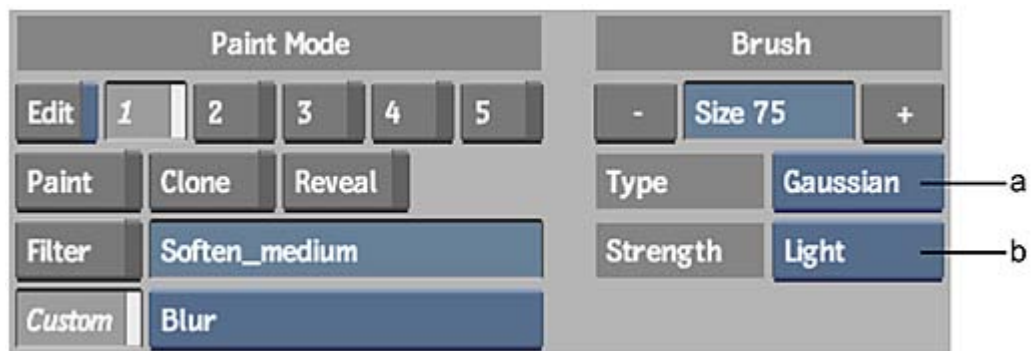 Paint Mode
Brush
Edit 1 2 3 4 5
- Size 75 +
Paint Clone Reveal
Type Gaussian a
Filter Soften_medium
Strength Light b
Custom Blur